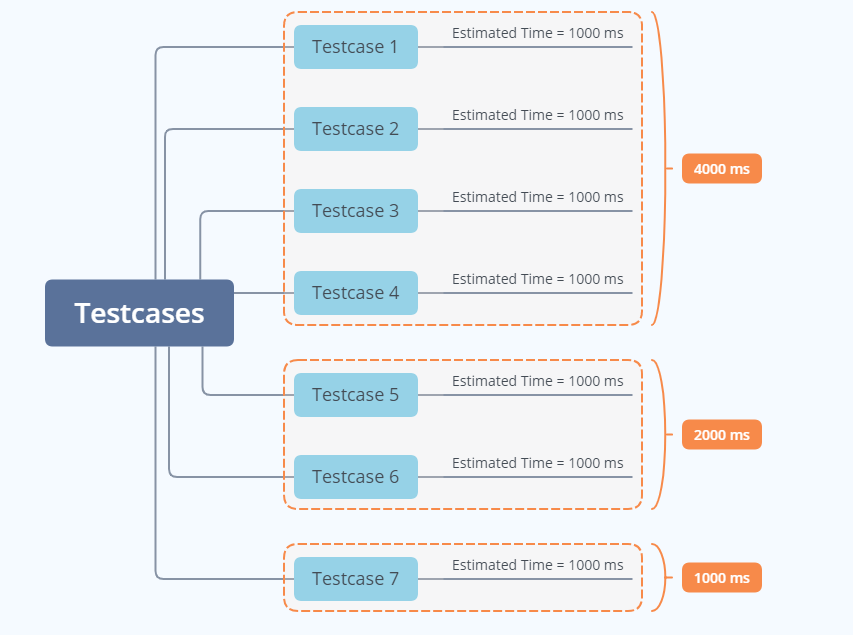 Testcase 1
Estimated Time = 1000 ms
Testcase 2
Estimated Time = 1000 ms
4000 ms
Testcase 3
Estimated Time = 1000 ms
Testcase 4
Estimated Time = 1000 ms
Testcases
Testcase 5
Estimated Time = 1000 ms
2000 ms
Testcase 6
Estimated Time = 1000 ms
Testcase 7
Estimated Time = 1000 ms
1000 ms